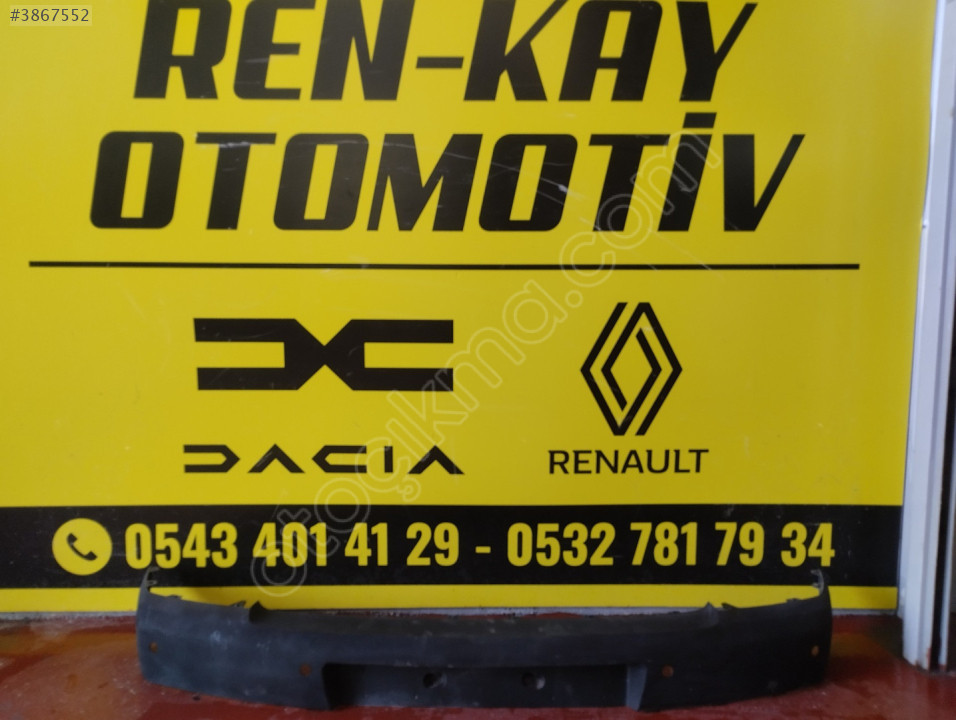 #3867552
REN-KAY
OTOMOTİV
DACIA
RENAULT
0543 401 41 29 - 0532 781 79 34
otoçıkma.com